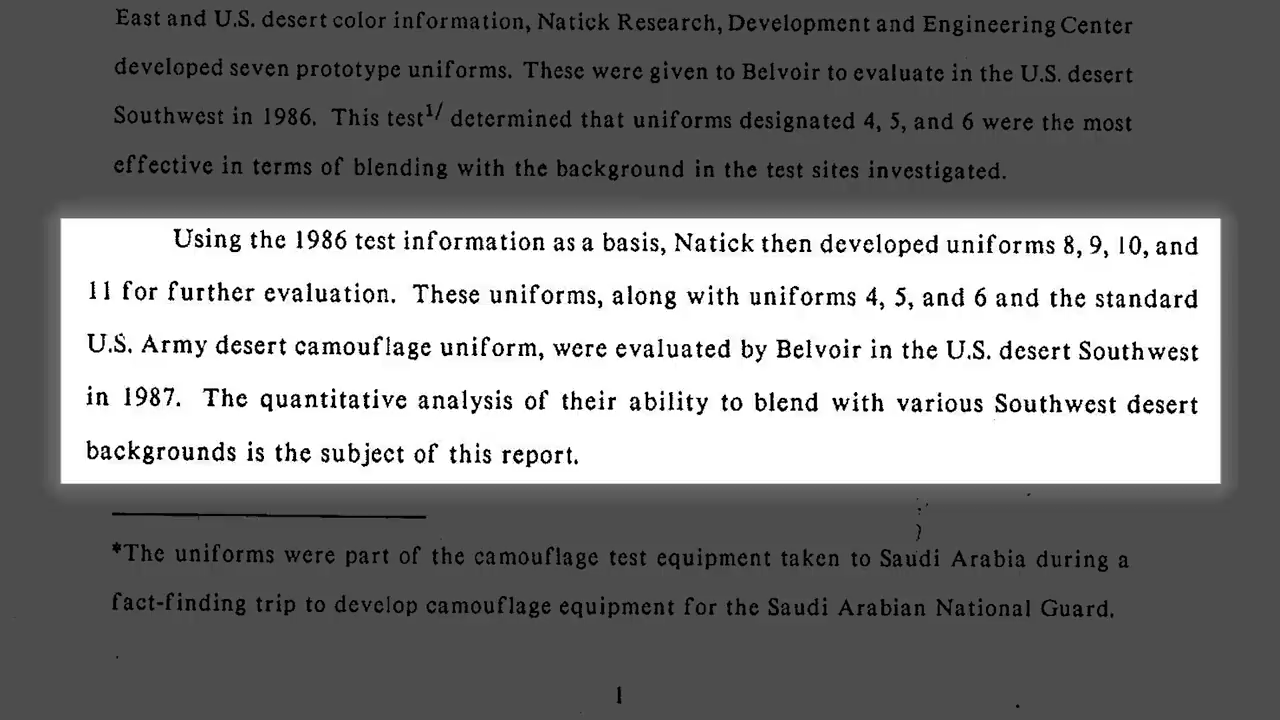 East and U.S. desert color information, Natick Research, Development and Engineering Center
developed seven prototype uniforms. These were given to Belvoir to evaluate in the U.S. desert
Southwest in 1986. This test1/ determined that uniforms designated 4, 5, and 6 were the most
effective in terms of blending with the background in the test sites investigated.
Using the 1986 test information as a basis, Natick then developed uniforms 8, 9, 10, and
11 for further evaluation. These uniforms, along with uniforms 4, 5, and 6 and the standard
U.S. Army desert camouflage uniform, were evaluated by Belvoir in the U.S. desert Southwest
in 1987. The quantitative analysis of their ability to blend with various Southwest desert
backgrounds is the subject of this report.
*The uniforms were part of the camouflage test equipment taken to Saudi Arabia during a
fact-finding trip to develop camouflage equipment for the Saudi Arabian National Guard.
1